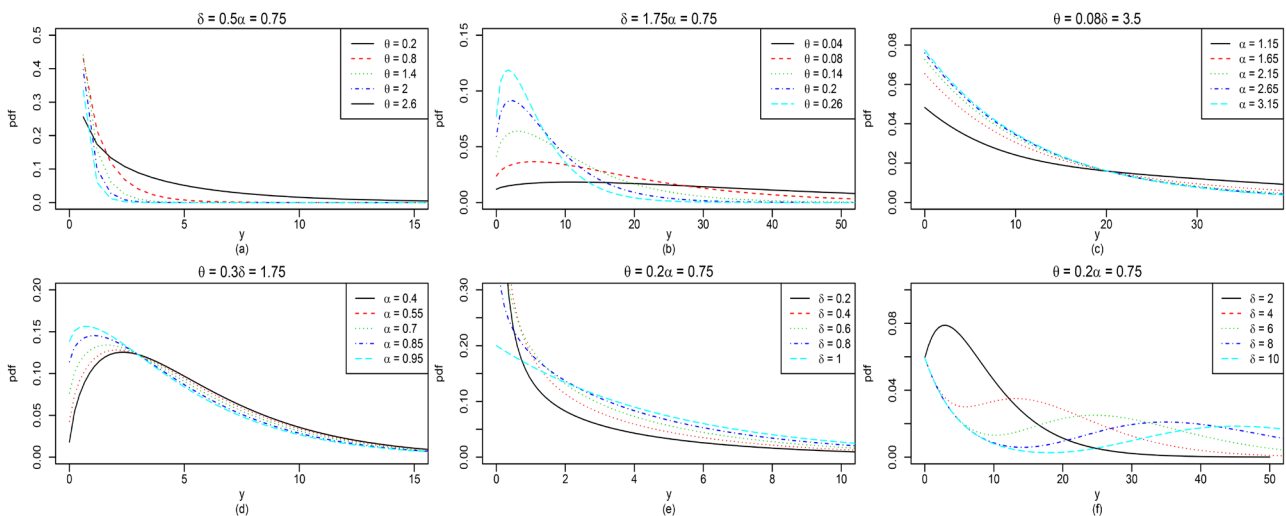 δ = 0.5α = 0.75
pdf
0.5
0.4
0.3
0.2
0.1
0.0
θ = 0.2
θ = 0.8
θ = 1.4
θ = 2
θ = 2.6
0 5 10 15
y
(a)
δ = 1.75α = 0.75
pdf
0.15
0.10
0.05
0.00
θ = 0.04
θ = 0.08
θ = 0.14
θ = 0.2
θ = 0.26
0 10 20 30 40 50
y
(b)
θ = 0.08δ = 3.5
pdf
0.08
0.06
0.04
0.02
0.00
α = 1.15
α = 1.65
α = 2.15
α = 2.65
α = 3.15
0 10 20 30
y
(c)
θ = 0.3δ = 1.75
pdf
0.20
0.15
0.10
0.05
0.00
α = 0.4
α = 0.55
α = 0.7
α = 0.85
α = 0.95
0 5 10 15
y
(d)
θ = 0.2α = 0.75
pdf
0.30
0.20
0.10
0.00
δ = 0.2
δ = 0.4
δ = 0.6
δ = 0.8
δ = 1
0 2 4 6 8 10
y
(e)
θ = 0.2α = 0.75
pdf
0.08
0.04
0.00
δ = 2
δ = 4
δ = 6
δ = 8
δ = 10
0 10 20 30 40 50
y
(f)